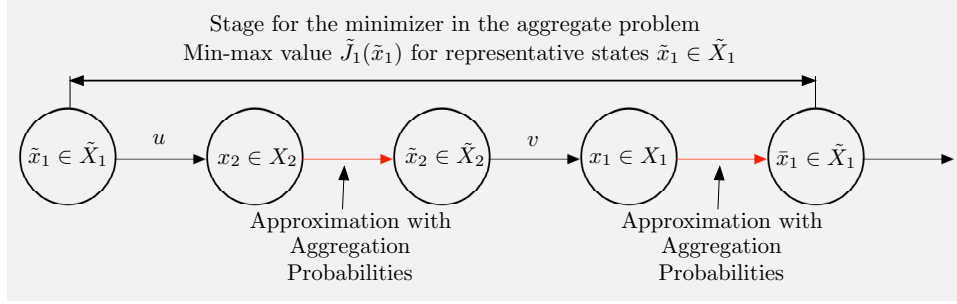 Stage for the minimizer in the aggregate problem
Min-max value J̃₁(x̃₁) for representative states x̃₁ ∈ X̃₁
x̃₁ ∈ X̃₁
u
x₂ ∈ X₂
x̃₂ ∈ X̃₂
v
x₁ ∈ X₁
x̄₁ ∈ X̃₁
Approximation with
Aggregation
Probabilities
Approximation with
Aggregation
Probabilities